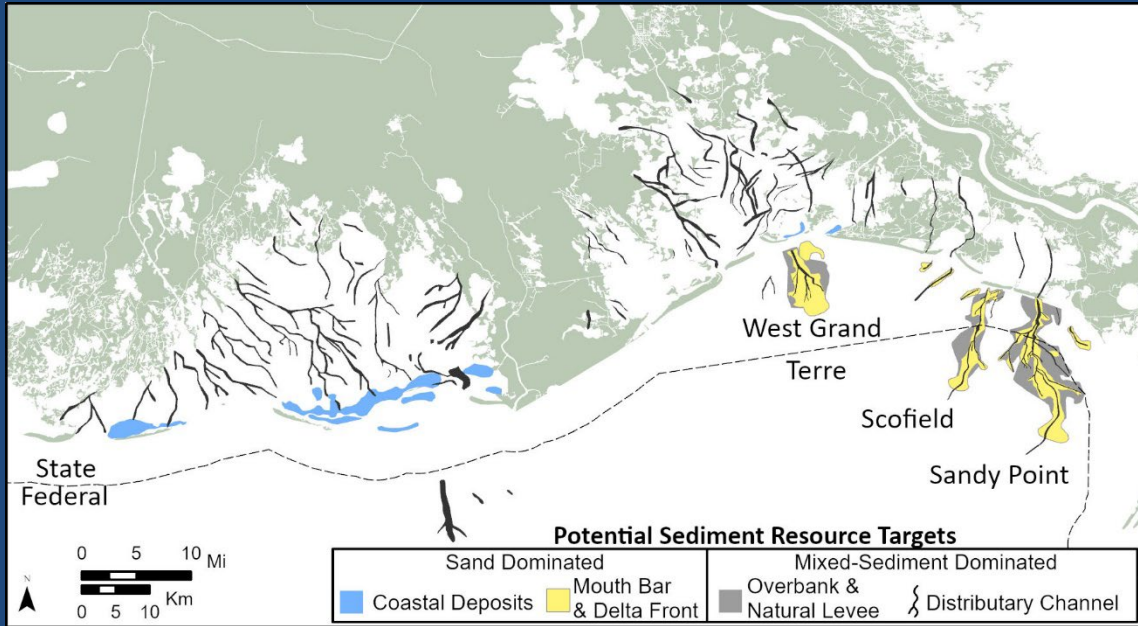 West Grand
Terre
Scofield
Sandy Point
State
Federal
0 5 10 Mi
0 5 10 Km
N
Potential Sediment Resource Targets
Sand Dominated
Mixed-Sediment Dominated
Coastal Deposits
Mouth Bar
& Delta Front
Overbank &
Natural Levee
Distributary Channel